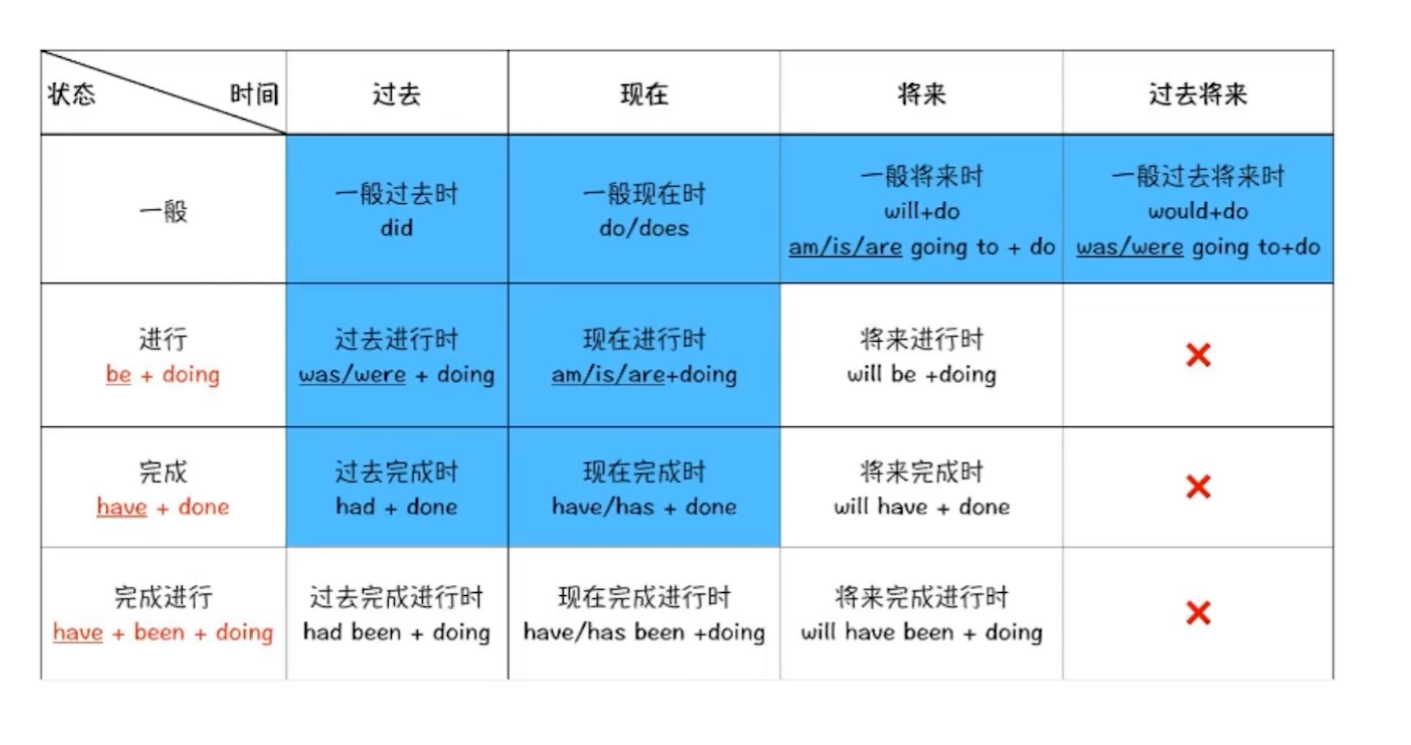 状态 时间 过去 现在 将来 过去将来
一般
一般过去时
did
一般现在时
do/does
一般将来时
will+do
am/is/are going to + do
一般过去将来时
would+do
was/were going to+do
进行
be + doing
过去进行时
was/were + doing
现在进行时
am/is/are+doing
将来进行时
will be +doing
❌
完成
have + done
过去完成时
had + done
现在完成时
have/has + done
将来完成时
will have + done
❌
完成进行
have + been + doing
过去完成进行时
had been + doing
现在完成进行时
have/has been +doing
将来完成进行时
will have been + doing
❌